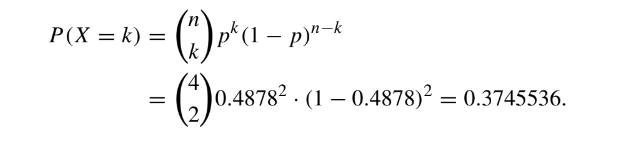 P(X = k) = \binom{n}{k} p^k (1 − p)^{n−k}
= \binom{4}{2} 0.4878^2 · (1 − 0.4878)^2 = 0.3745536.